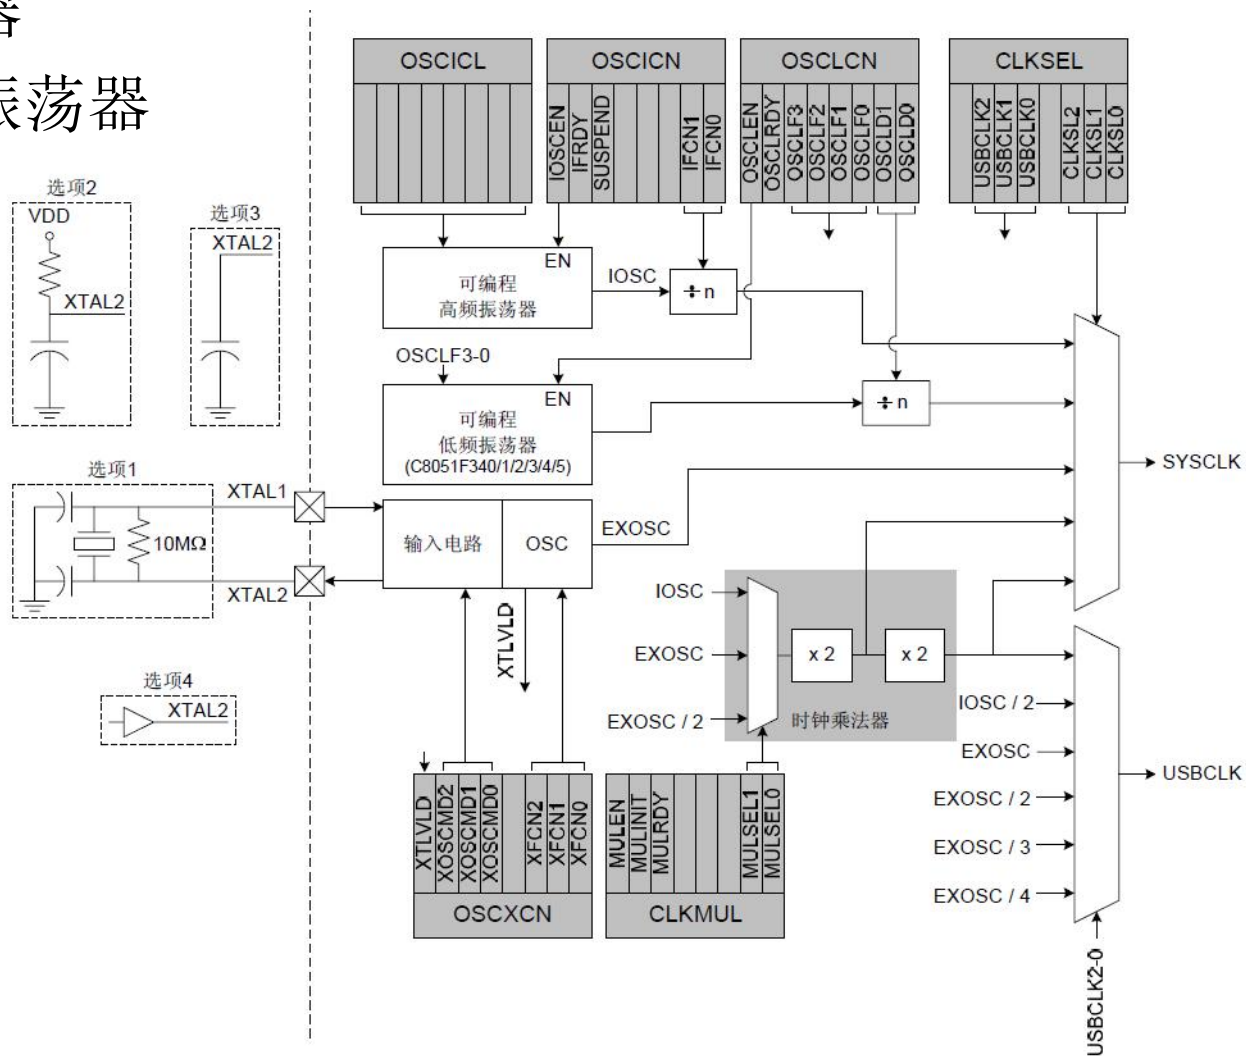 振荡器
OSCICL
OSCICN
OSCLCN
CLKSEL
IOSCEN
IFRDY
SUSPEND
IFCN1
IFCN0
OSCLEN
OSCLRDY
OSCLF3
OSCLF2
OSCLF1
OSCLF0
OSCLD1
OSCLD0
USBCLK2
USBCLK1
USBCLK0
CLKSL2
CLKSL1
CLKSL0
选项2
VDD
XTAL2
选项3
XTAL2
EN
可编程
高频振荡器
IOSC
÷ n
OSCLF3-0
EN
可编程
低频振荡器
(C8051F340/1/2/3/4/5)
÷ n
SYSCLK
选项1
XTAL1
10MΩ
XTAL2
输入电路
OSC
EXOSC
XTLVLD
IOSC
EXOSC
EXOSC / 2
x 2
x 2
时钟乘法器
选项4
XTAL2
IOSC / 2
EXOSC
EXOSC / 2
EXOSC / 3
EXOSC / 4
USBCLK
USBCLK2-0
XTLVLD
XOSCMD2
XOSCMD1
XOSCMD0
XFCN2
XFCN1
XFCN0
OSCXCN
MULEN
MULINIT
MULRDY
MULSEL1
MULSEL0
CLKMUL